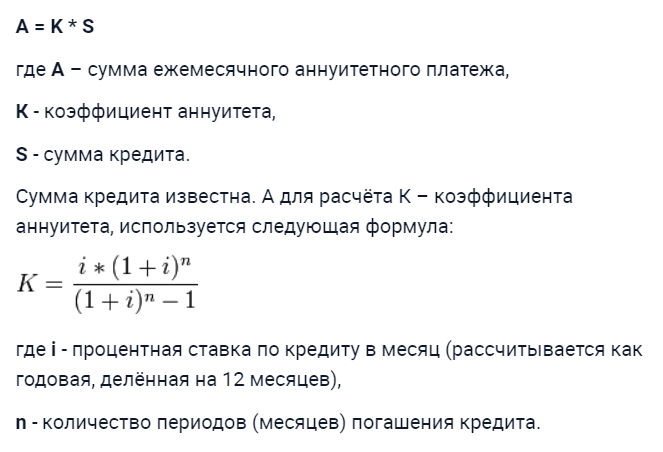 A = K * S
где A – сумма ежемесячного аннуитетного платежа,
К - коэффициент аннуитета,
S - сумма кредита.
Сумма кредита известна. А для расчёта К – коэффициента
аннуитета, используется следующая формула:
K = i * (1 + i)^n / (1 + i)^n − 1
где i - процентная ставка по кредиту в месяц (рассчитывается как
годовая, делённая на 12 месяцев),
n - количество периодов (месяцев) погашения кредита.